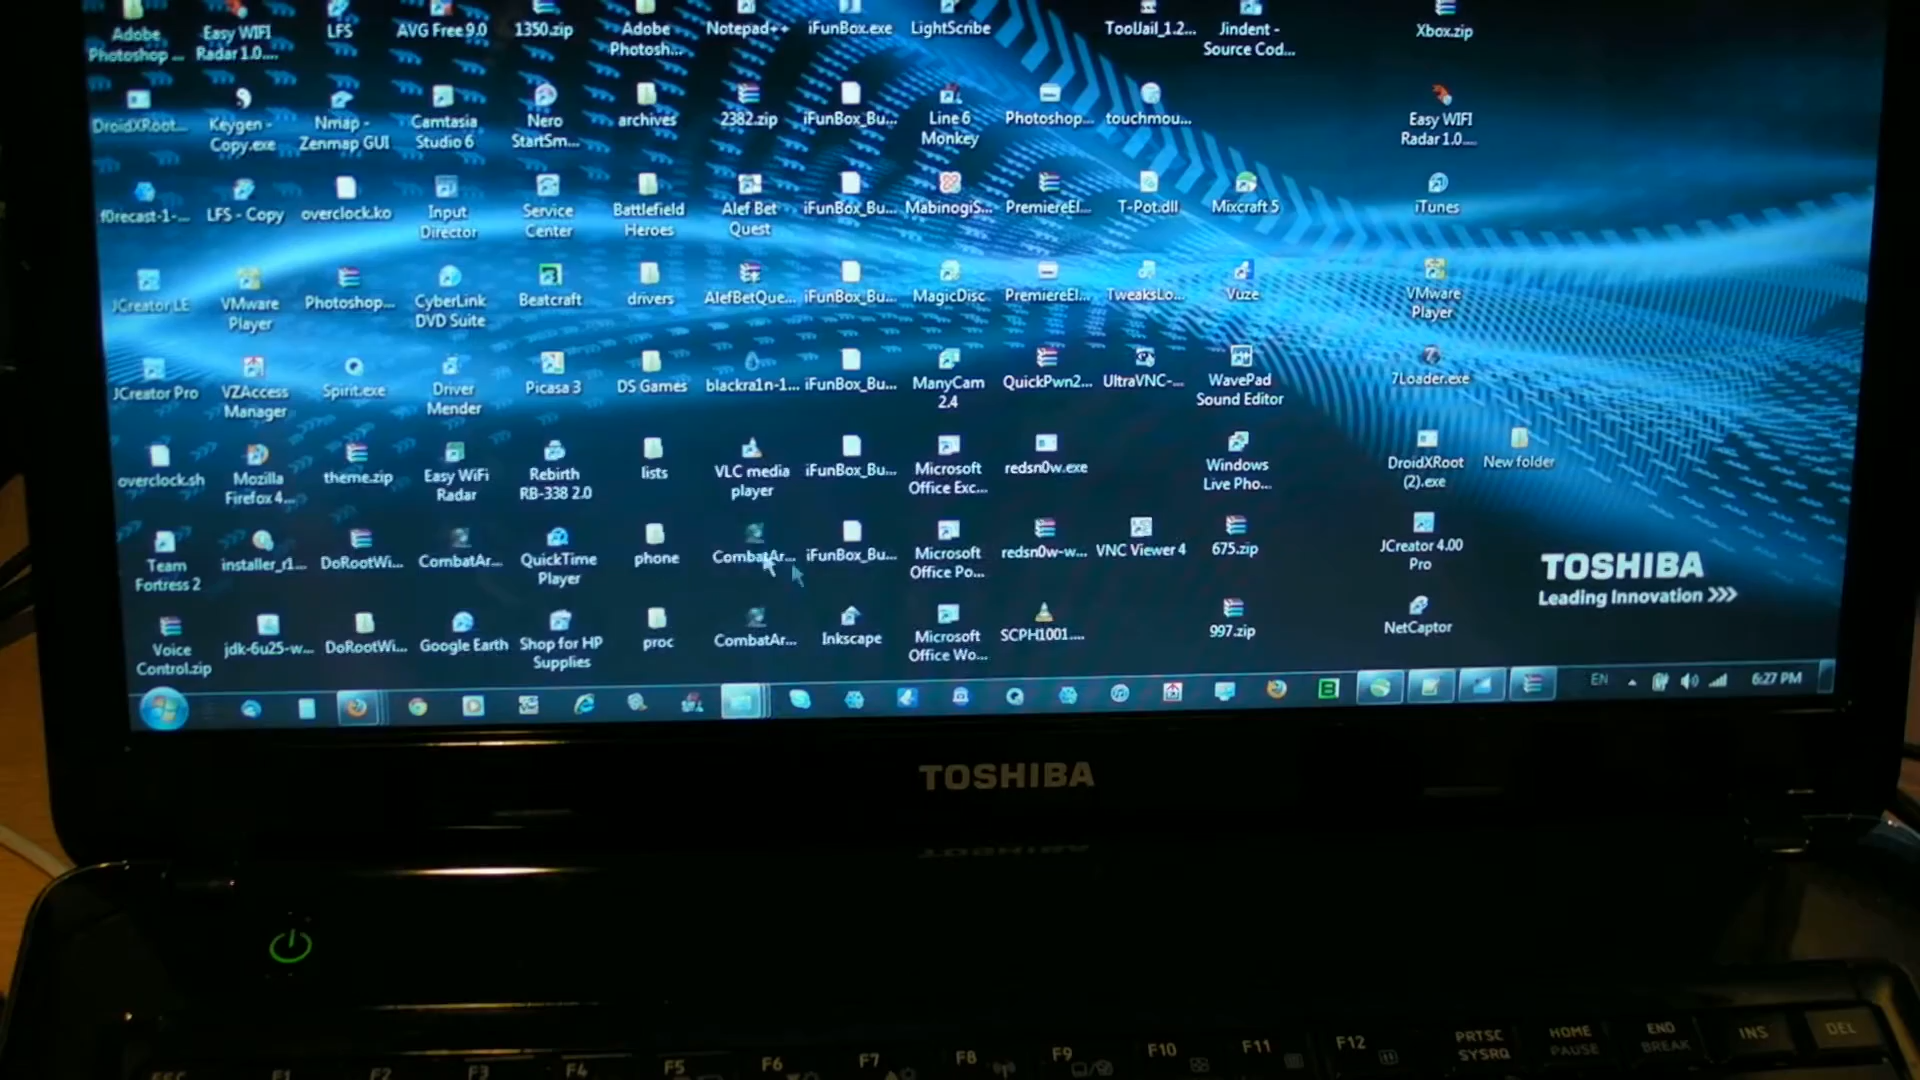 Adobe
Photoshop ...
Easy WIFI
Radar 1.0....
LFS
AVG Free 9.0
1350.zip
Adobe
Photosh...
Notepad++
iFunBox.exe
LightScribe
ToolJail_1.2...
Jindent -
Source Cod...
Xbox.zip
DroidXRoot...
Keygen -
Copy.exe
Nmap -
Zenmap GUI
Camtasia
Studio 6
Nero
StartSm...
archives
2382.zip
iFunBox_Bu...
Line 6
Monkey
Photoshop...
touchmou...
Easy WIFI
Radar 1.0....
f0recast-1-...
LFS - Copy
overclock.ko
Input
Director
Service
Center
Battlefield
Heroes
Alef Bet
Quest
iFunBox_Bu...
MabinogiS...
PremiereEl...
T-Pot.dll
Mixcraft 5
iTunes
JCreator LE
VMware
Player
Photoshop...
CyberLink
DVD Suite
Beatcraft
drivers
AlefBetQue...
iFunBox_Bu...
MagicDisc
PremiereEl...
TweaksLo...
Vuze
VMware
Player
JCreator Pro
VZAccess
Manager
Spirit.exe
Driver
Mender
Picasa 3
DS Games
blackra1n-1...
iFunBox_Bu...
ManyCam
2.4
QuickPwn2...
UltraVNC-...
WavePad
Sound Editor
7Loader.exe
overclock.sh
Mozilla
Firefox 4...
theme.zip
Easy WiFi
Radar
Rebirth
RB-338 2.0
lists
VLC media
player
iFunBox_Bu...
Microsoft
Office Exc...
redsn0w.exe
Windows
Live Pho...
DroidXRoot
(2).exe
New folder
Team
Fortress 2
installer_r1...
DoRootWi...
CombatAr...
QuickTime
Player
phone
CombatAr...
iFunBox_Bu...
Microsoft
Office Po...
redsn0w-w...
VNC Viewer 4
675.zip
JCreator 4.00
Pro
TOSHIBA
Leading Innovation >>>
Voice
Control.zip
jdk-6u25-w...
DoRootWi...
Google Earth
Shop for HP
Supplies
proc
CombatAr...
Inkscape
Microsoft
Office Wo...
SCPH1001....
997.zip
NetCaptor
EN
6:27 PM
TOSHIBA
ESC
F1
F2
F3
F4
F5
F6
F7
F8
F9
F10
F11
F12
PRTSC
SYSRQ
HOME
PAUSE
END
BREAK
INS
DEL